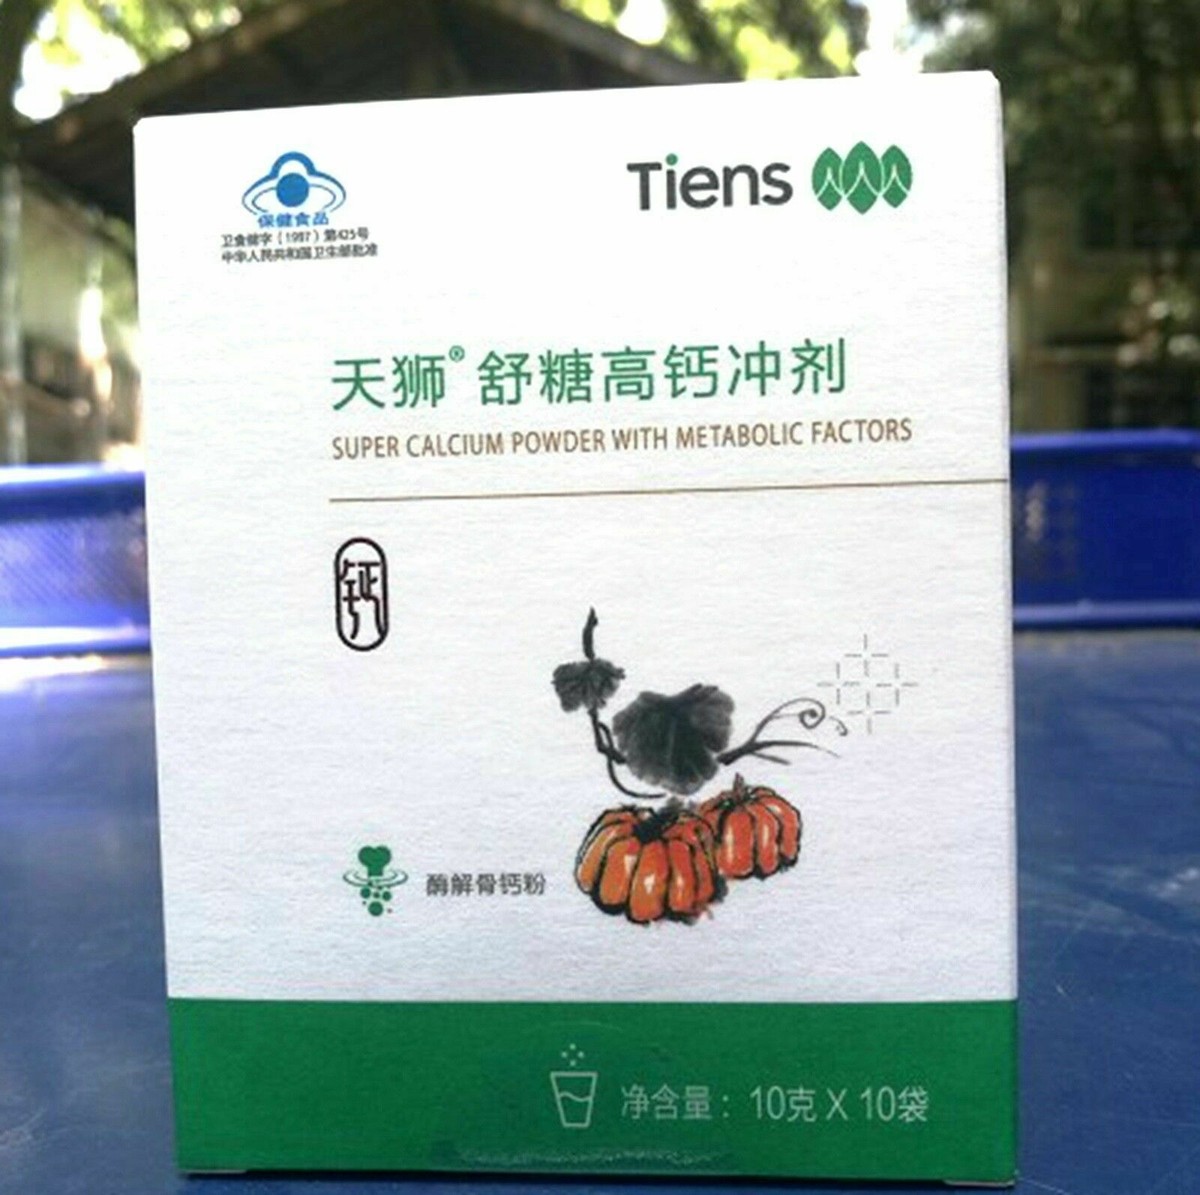 保健食品
卫食健字（1997）第425号
中华人民共和国卫生部批准
Tiens
天狮® 舒糖高钙冲剂
SUPER CALCIUM POWDER WITH METABOLIC FACTORS
钙
酶解骨钙粉
净含量：10克 X 10袋